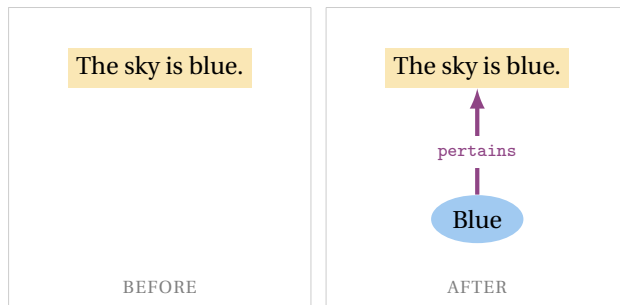 The sky is blue.
BEFORE
The sky is blue.
pertains
Blue
AFTER